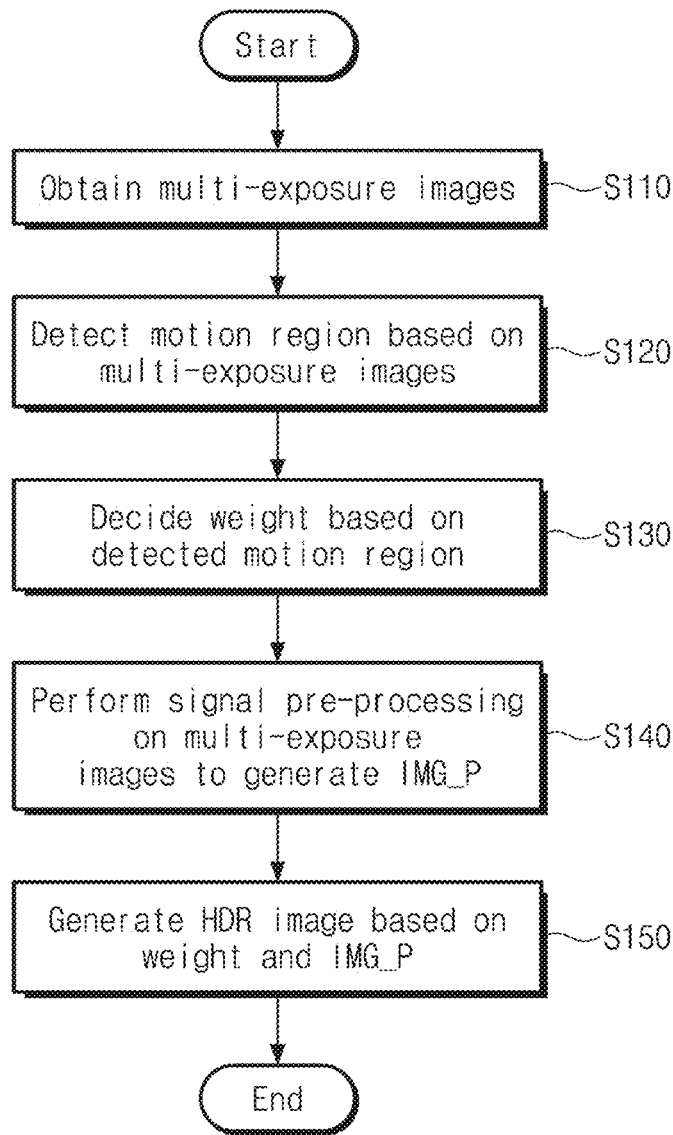 Start
Obtain multi-exposure images
S110
Detect motion region based on
multi-exposure images
S120
Decide weight based on
detected motion region
S130
Perform signal pre-processing
on multi-exposure
images to generate IMG_P
S140
Generate HDR image based on
weight and IMG_P
S150
End